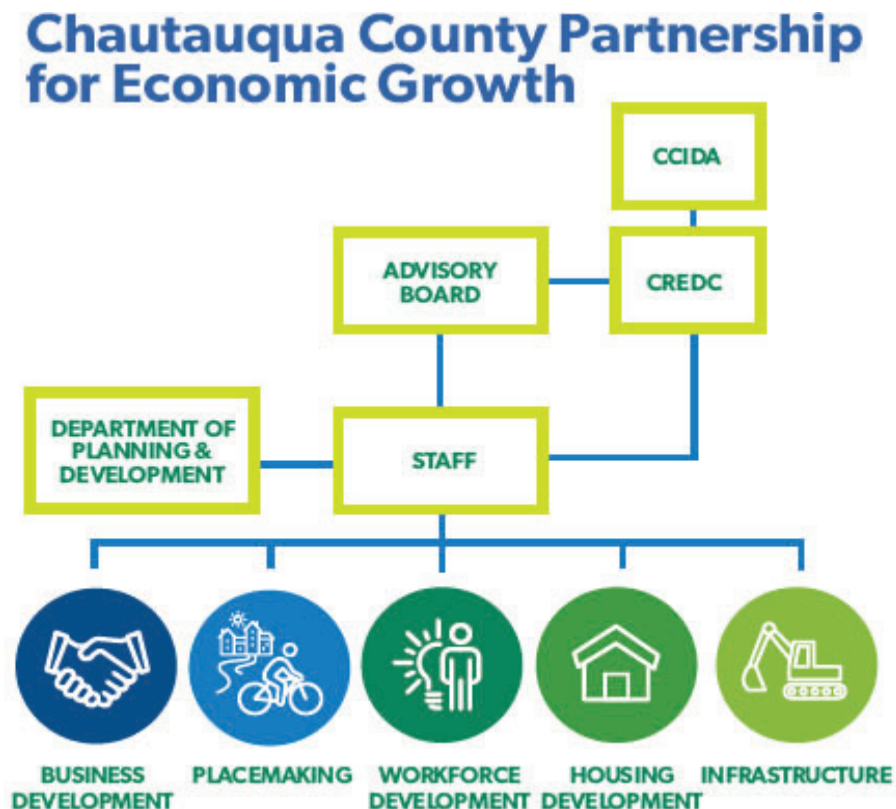 Chautauqua County Partnership
for Economic Growth
CCIDA
ADVISORY
BOARD
CREDC
DEPARTMENT OF
PLANNING &
DEVELOPMENT
STAFF
BUSINESS
DEVELOPMENT
PLACEMAKING
WORKFORCE
DEVELOPMENT
HOUSING
DEVELOPMENT
INFRASTRUCTURE